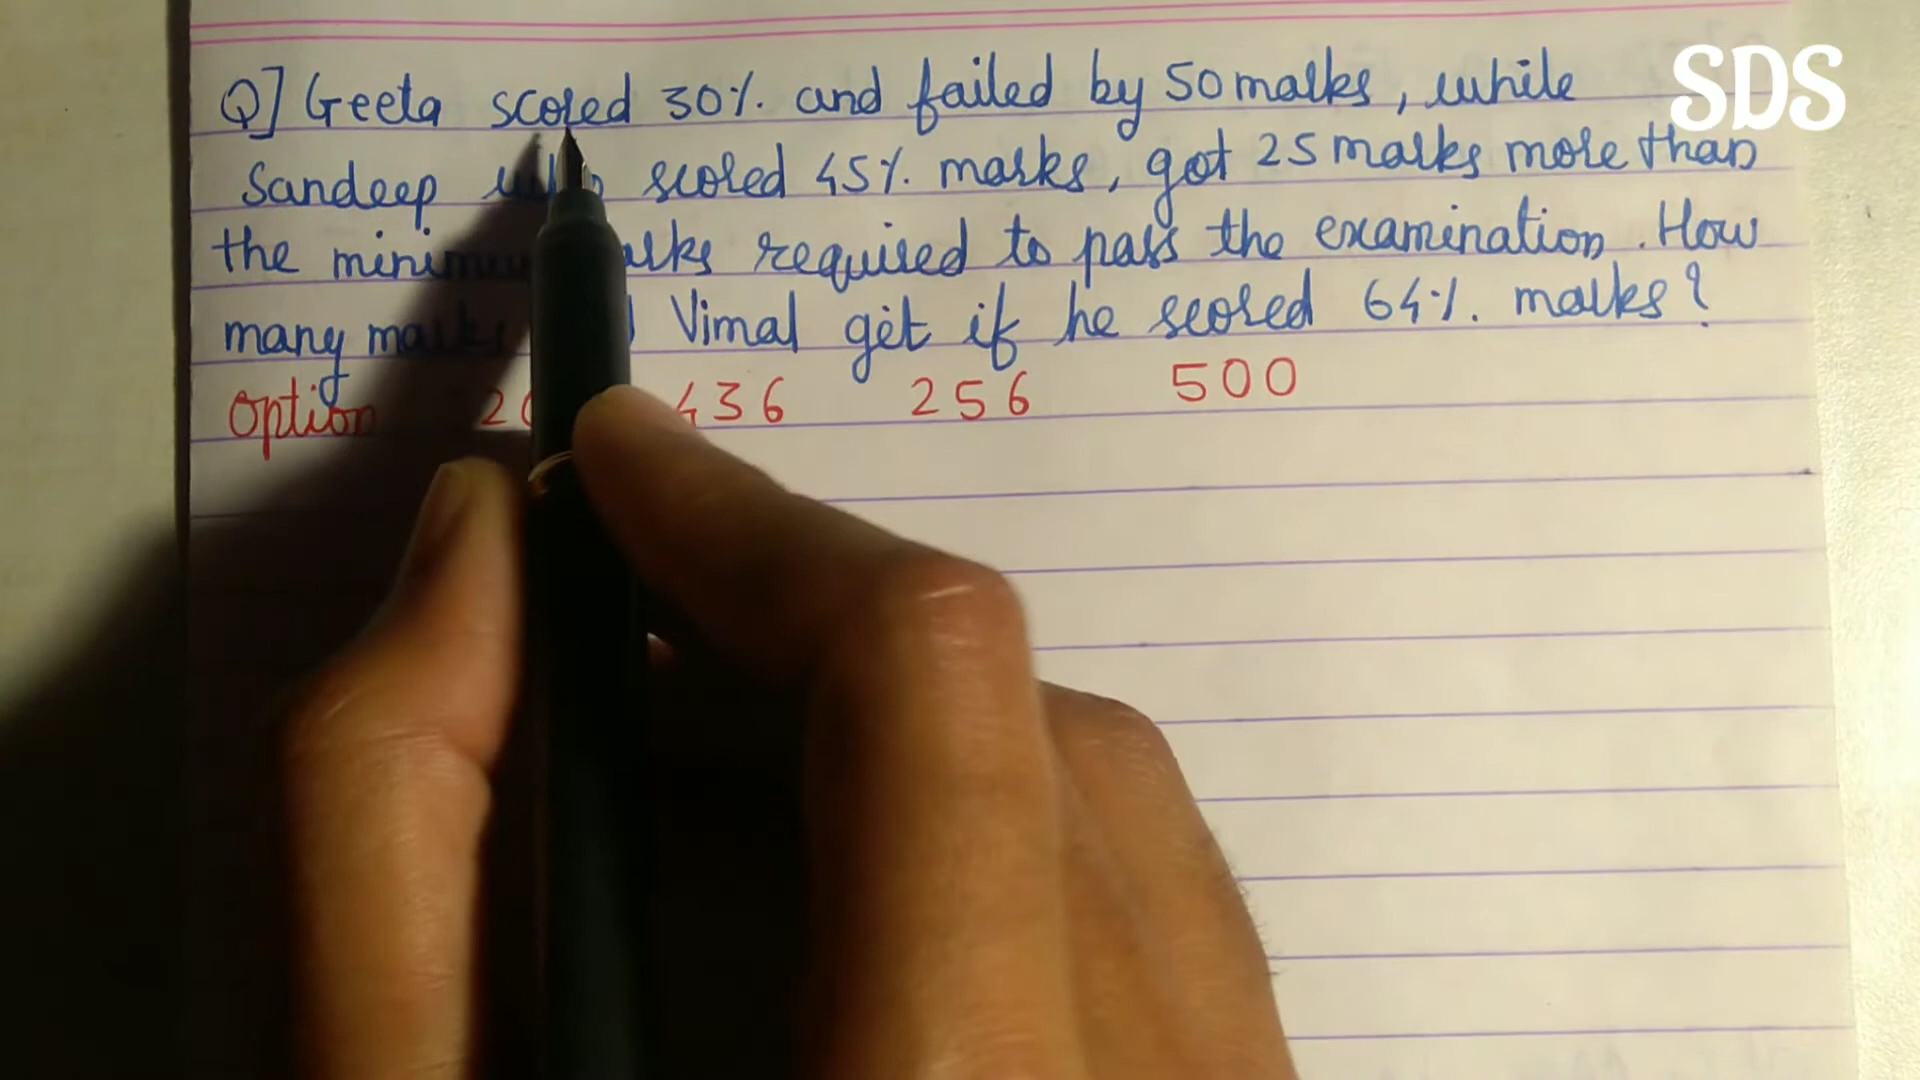 Q] Geeta scored 30%. and failed by 50 marks, while
Sandeep scored 45%. marks, got 25 marks more than
the required to pass the examination. How
many Vimal get if he scored 64%. marks?
Option 436 256 500
SDS